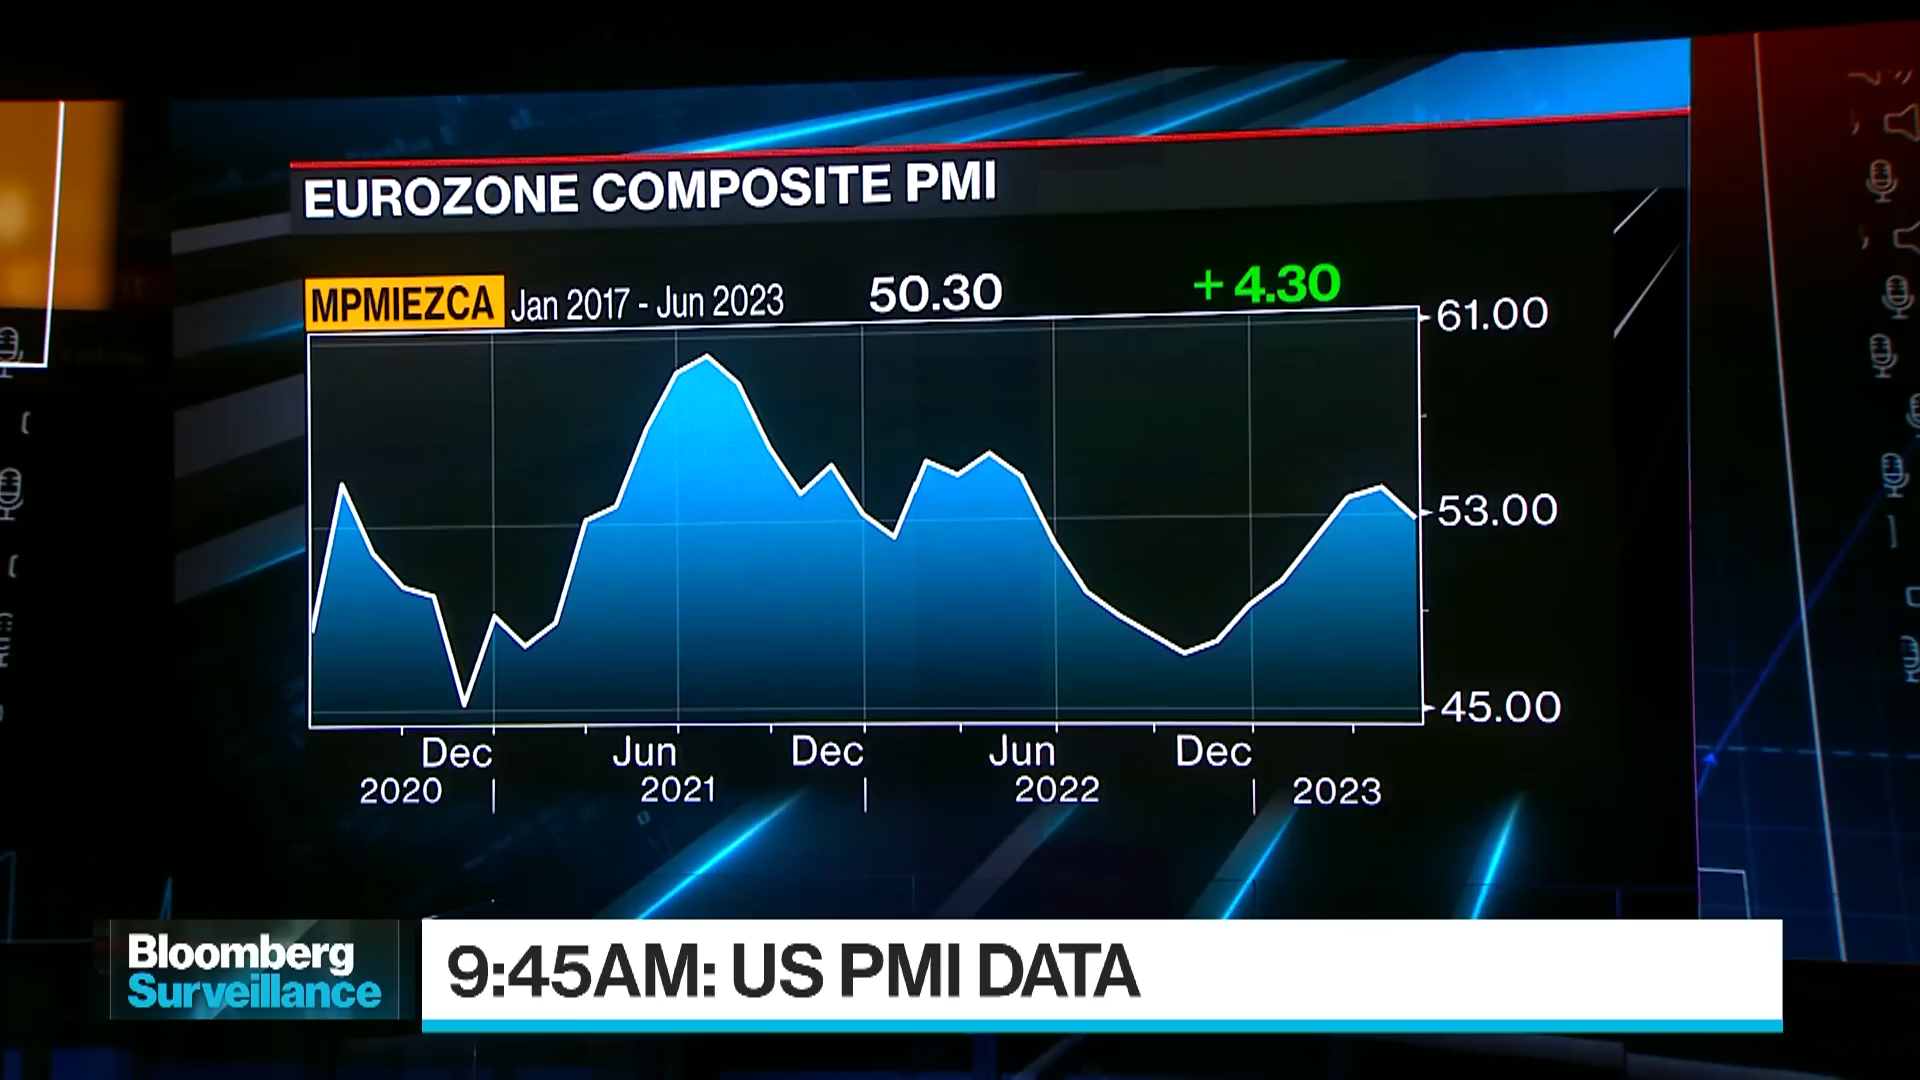 EUROZONE COMPOSITE PMI
MPMIEZCA Jan 2017 - Jun 2023 50.30 + 4.30
61.00
53.00
45.00
Dec Jun Dec Jun Dec
2020 2021 2022 2023
Bloomberg
Surveillance
9:45AM: US PMI DATA